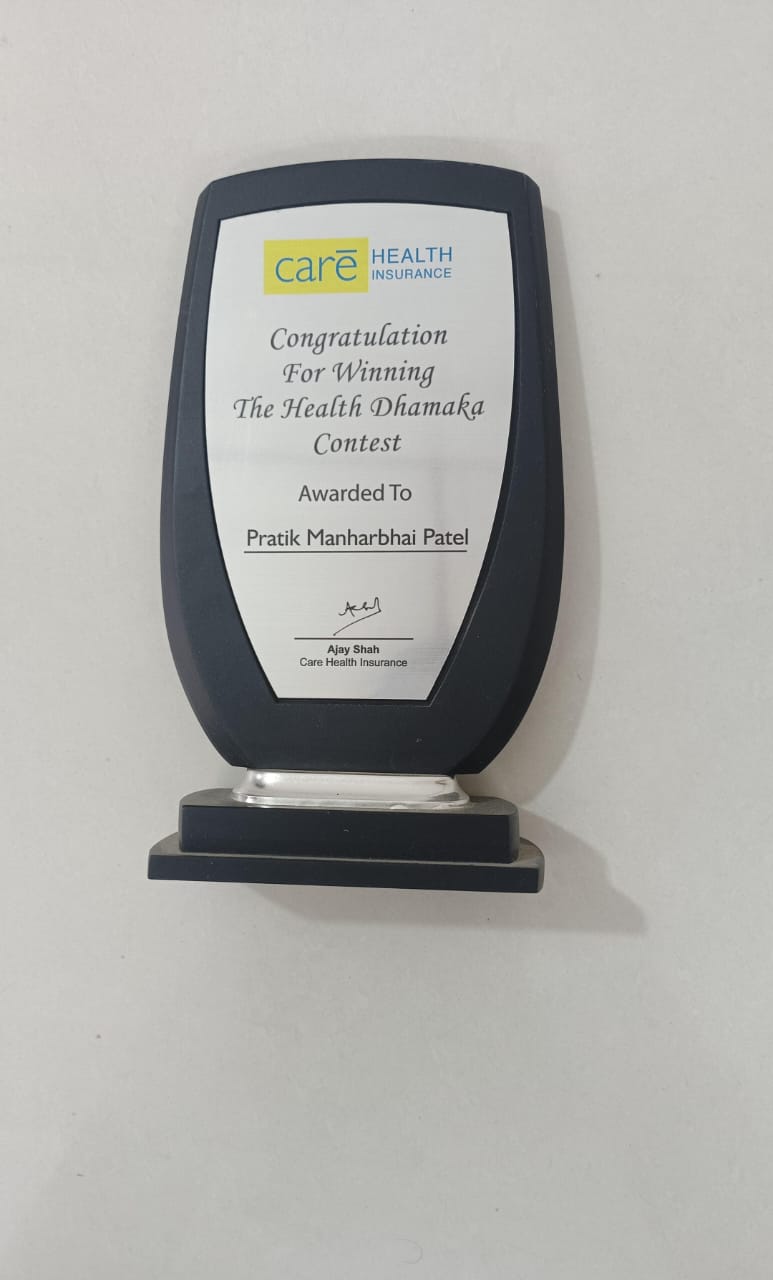 carē HEALTH
INSURANCE
Congratulation
For Winning
The Health Dhamaka
Contest
Awarded To
Pratik Manharbhai Patel
Ajay Shah
Care Health Insurance